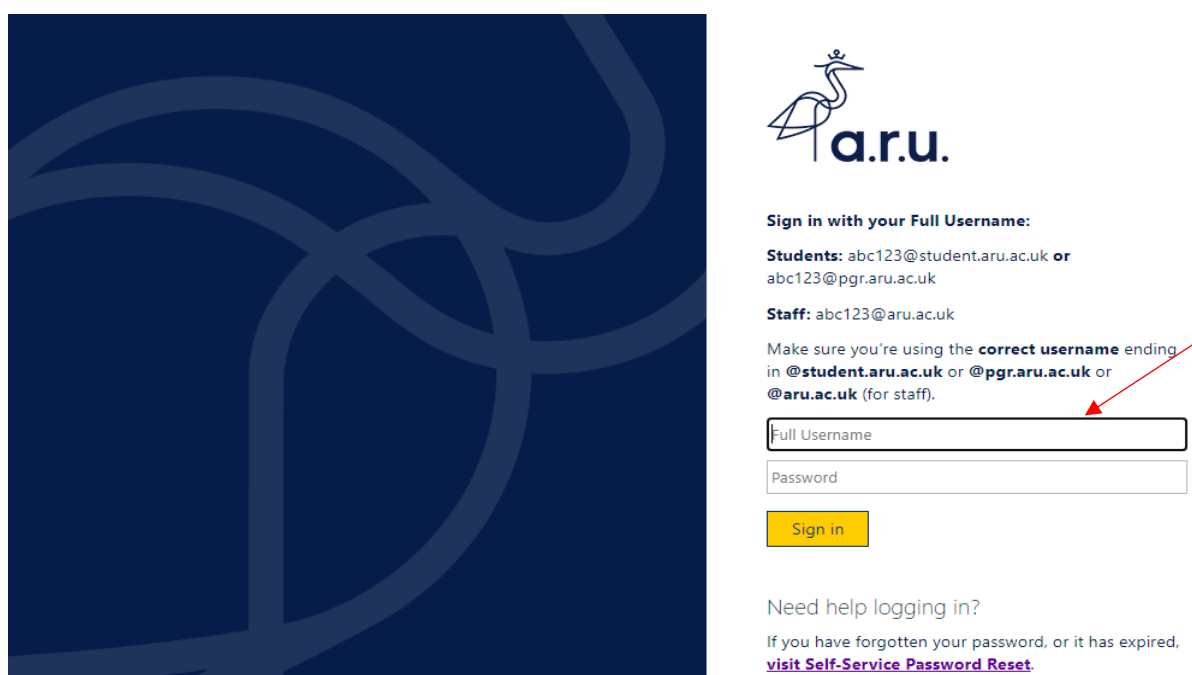 a.r.u.
Sign in with your Full Username:
Students: abc123@student.aru.ac.uk or
abc123@pgr.aru.ac.uk
Staff: abc123@aru.ac.uk
Make sure you're using the correct username ending
in @student.aru.ac.uk or @pgr.aru.ac.uk or
@aru.ac.uk (for staff).
Full Username
Password
Sign in
Need help logging in?
If you have forgotten your password, or it has expired,
visit Self-Service Password Reset.